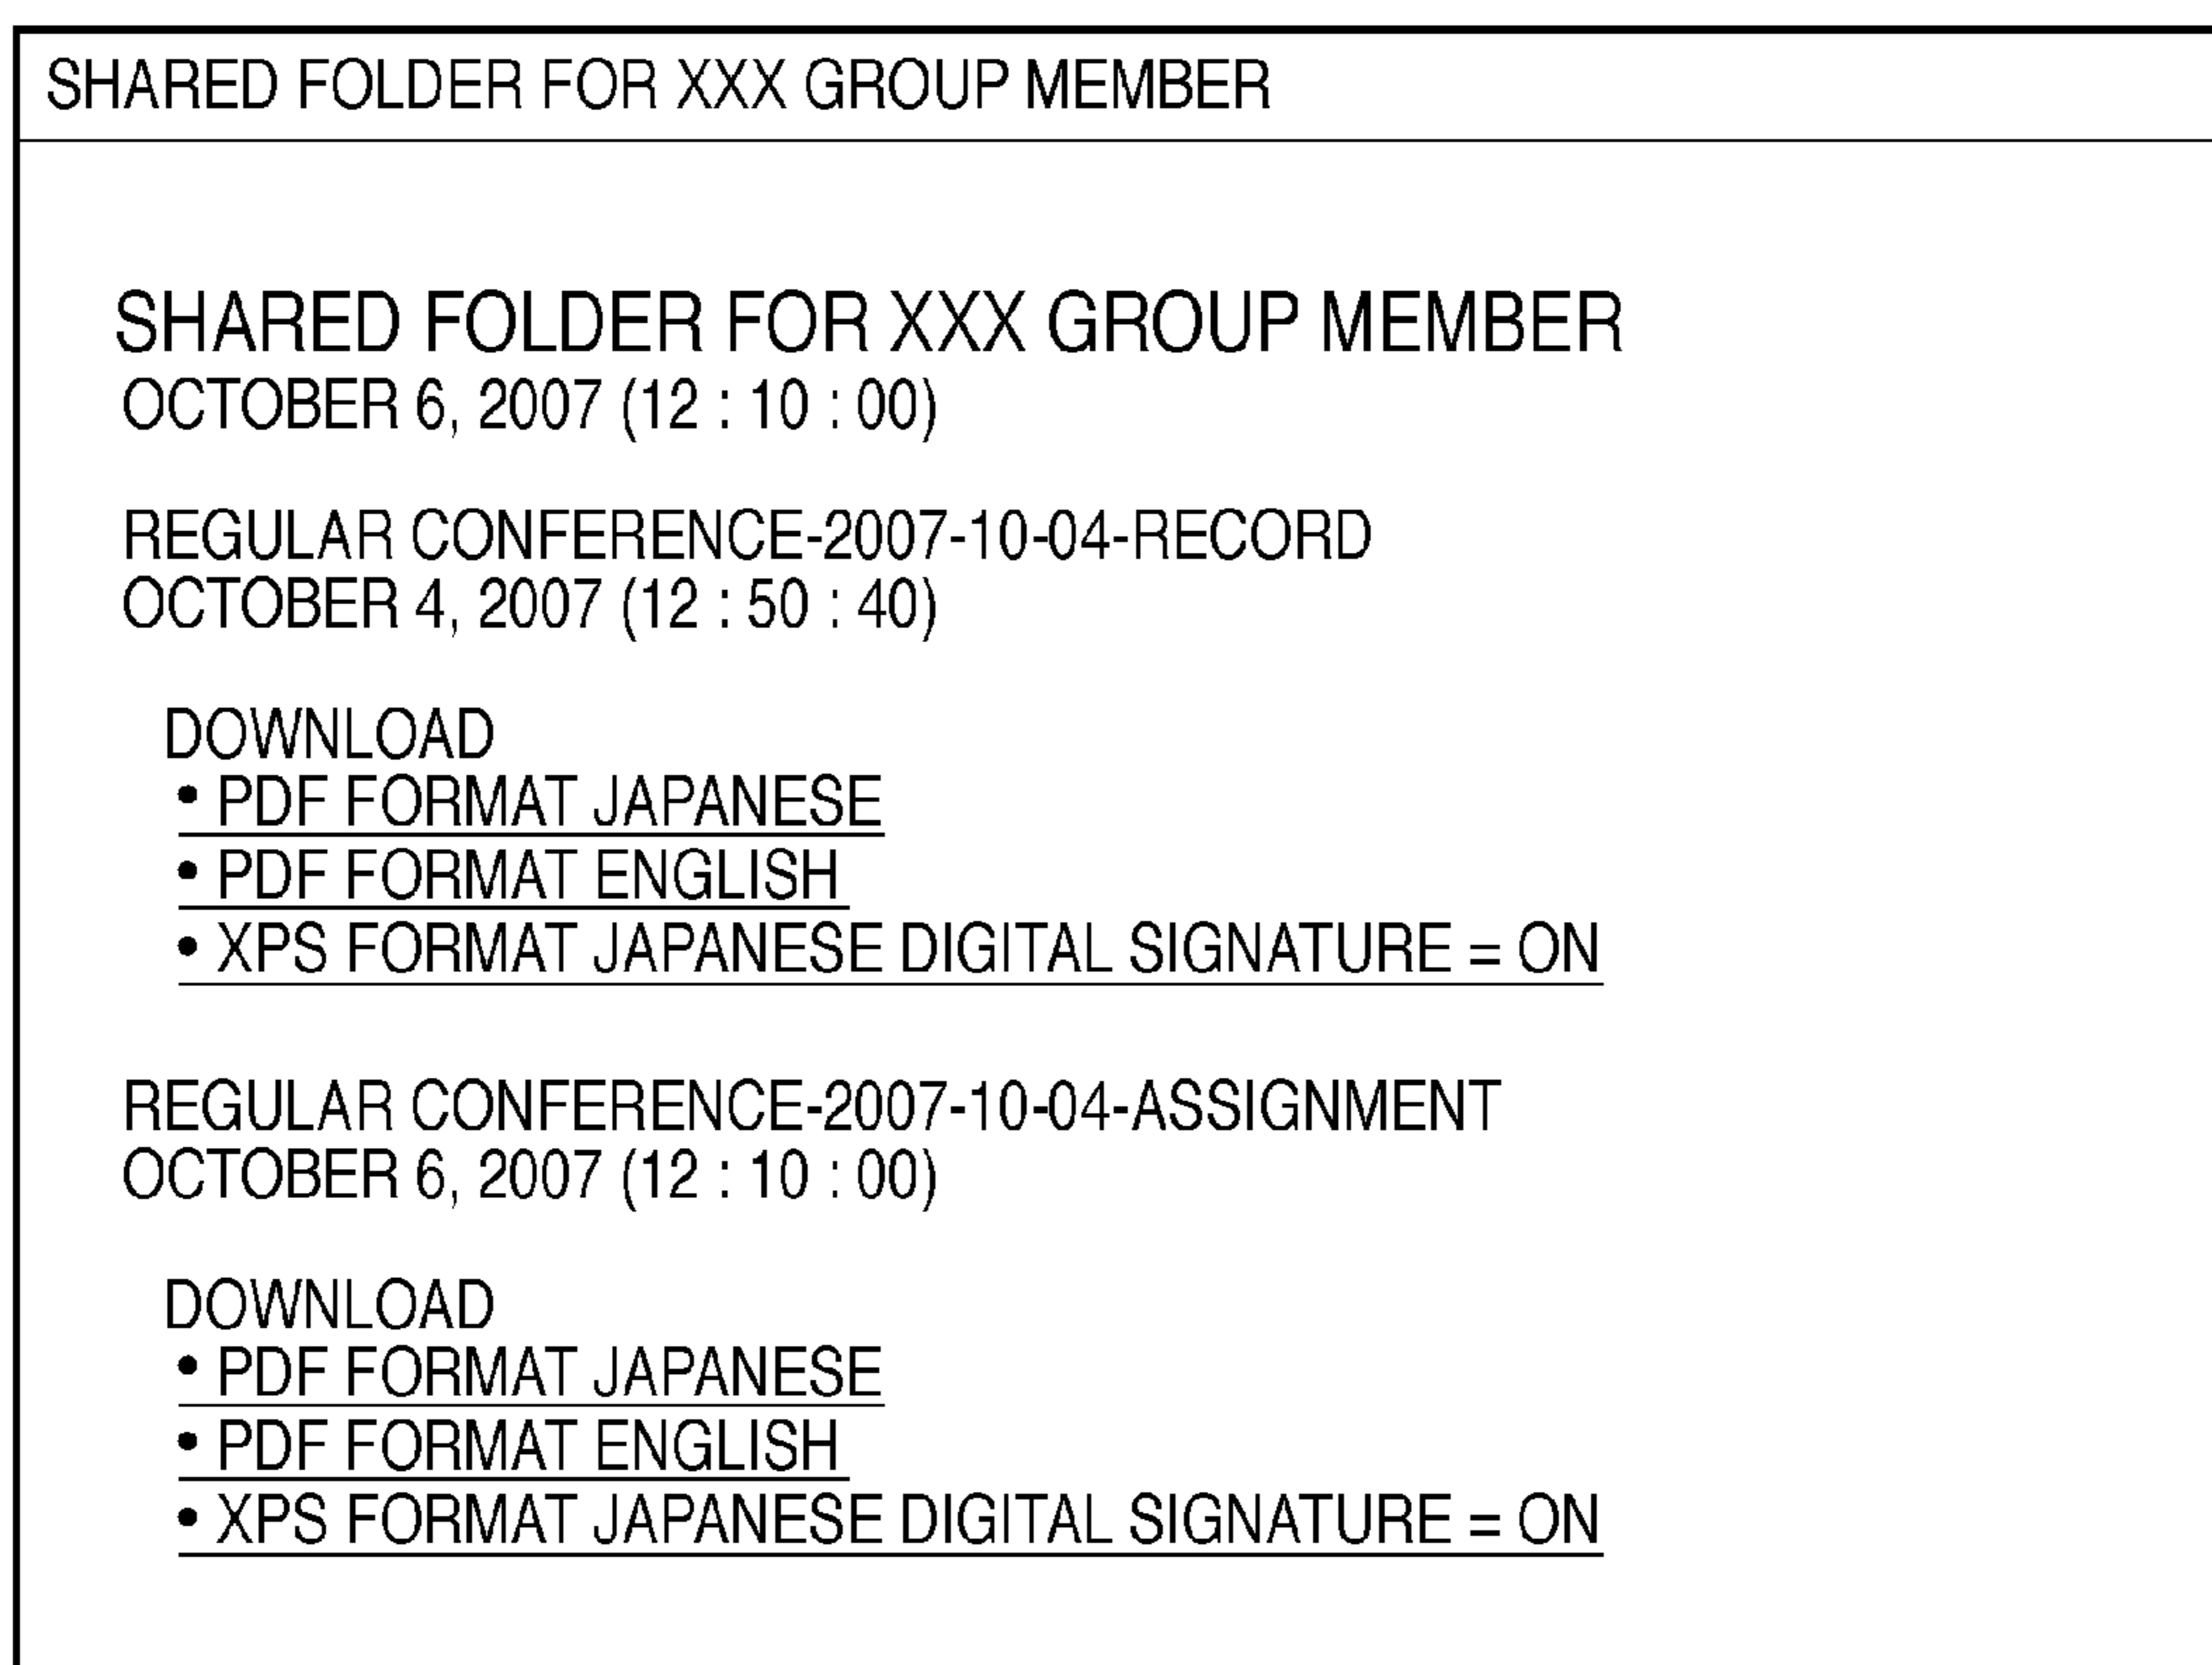 SHARED FOLDER FOR XXX GROUP MEMBER
SHARED FOLDER FOR XXX GROUP MEMBER
OCTOBER 6, 2007 (12 : 10 : 00)
REGULAR CONFERENCE-2007-10-04-RECORD
OCTOBER 4, 2007 (12 : 50 : 40)
DOWNLOAD
• PDF FORMAT JAPANESE
• PDF FORMAT ENGLISH
• XPS FORMAT JAPANESE DIGITAL SIGNATURE = ON
REGULAR CONFERENCE-2007-10-04-ASSIGNMENT
OCTOBER 6, 2007 (12 : 10 : 00)
DOWNLOAD
• PDF FORMAT JAPANESE
• PDF FORMAT ENGLISH
• XPS FORMAT JAPANESE DIGITAL SIGNATURE = ON